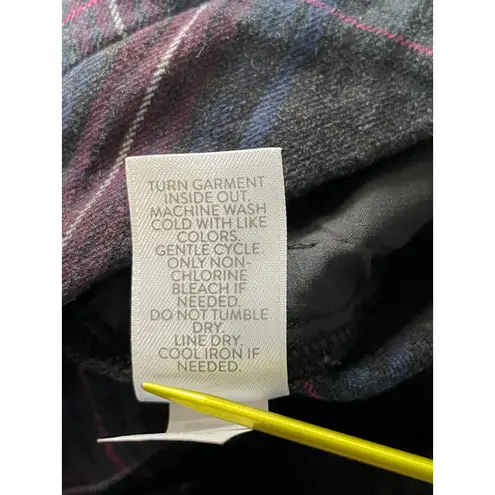 TURN GARMENT
INSIDE OUT.
MACHINE WASH
COLD WITH LIKE
COLORS.
GENTLE CYCLE.
ONLY NON-
CHLORINE
BLEACH IF
NEEDED.
DO NOT TUMBLE
DRY.
LINE DRY.
COOL IRON IF
NEEDED.